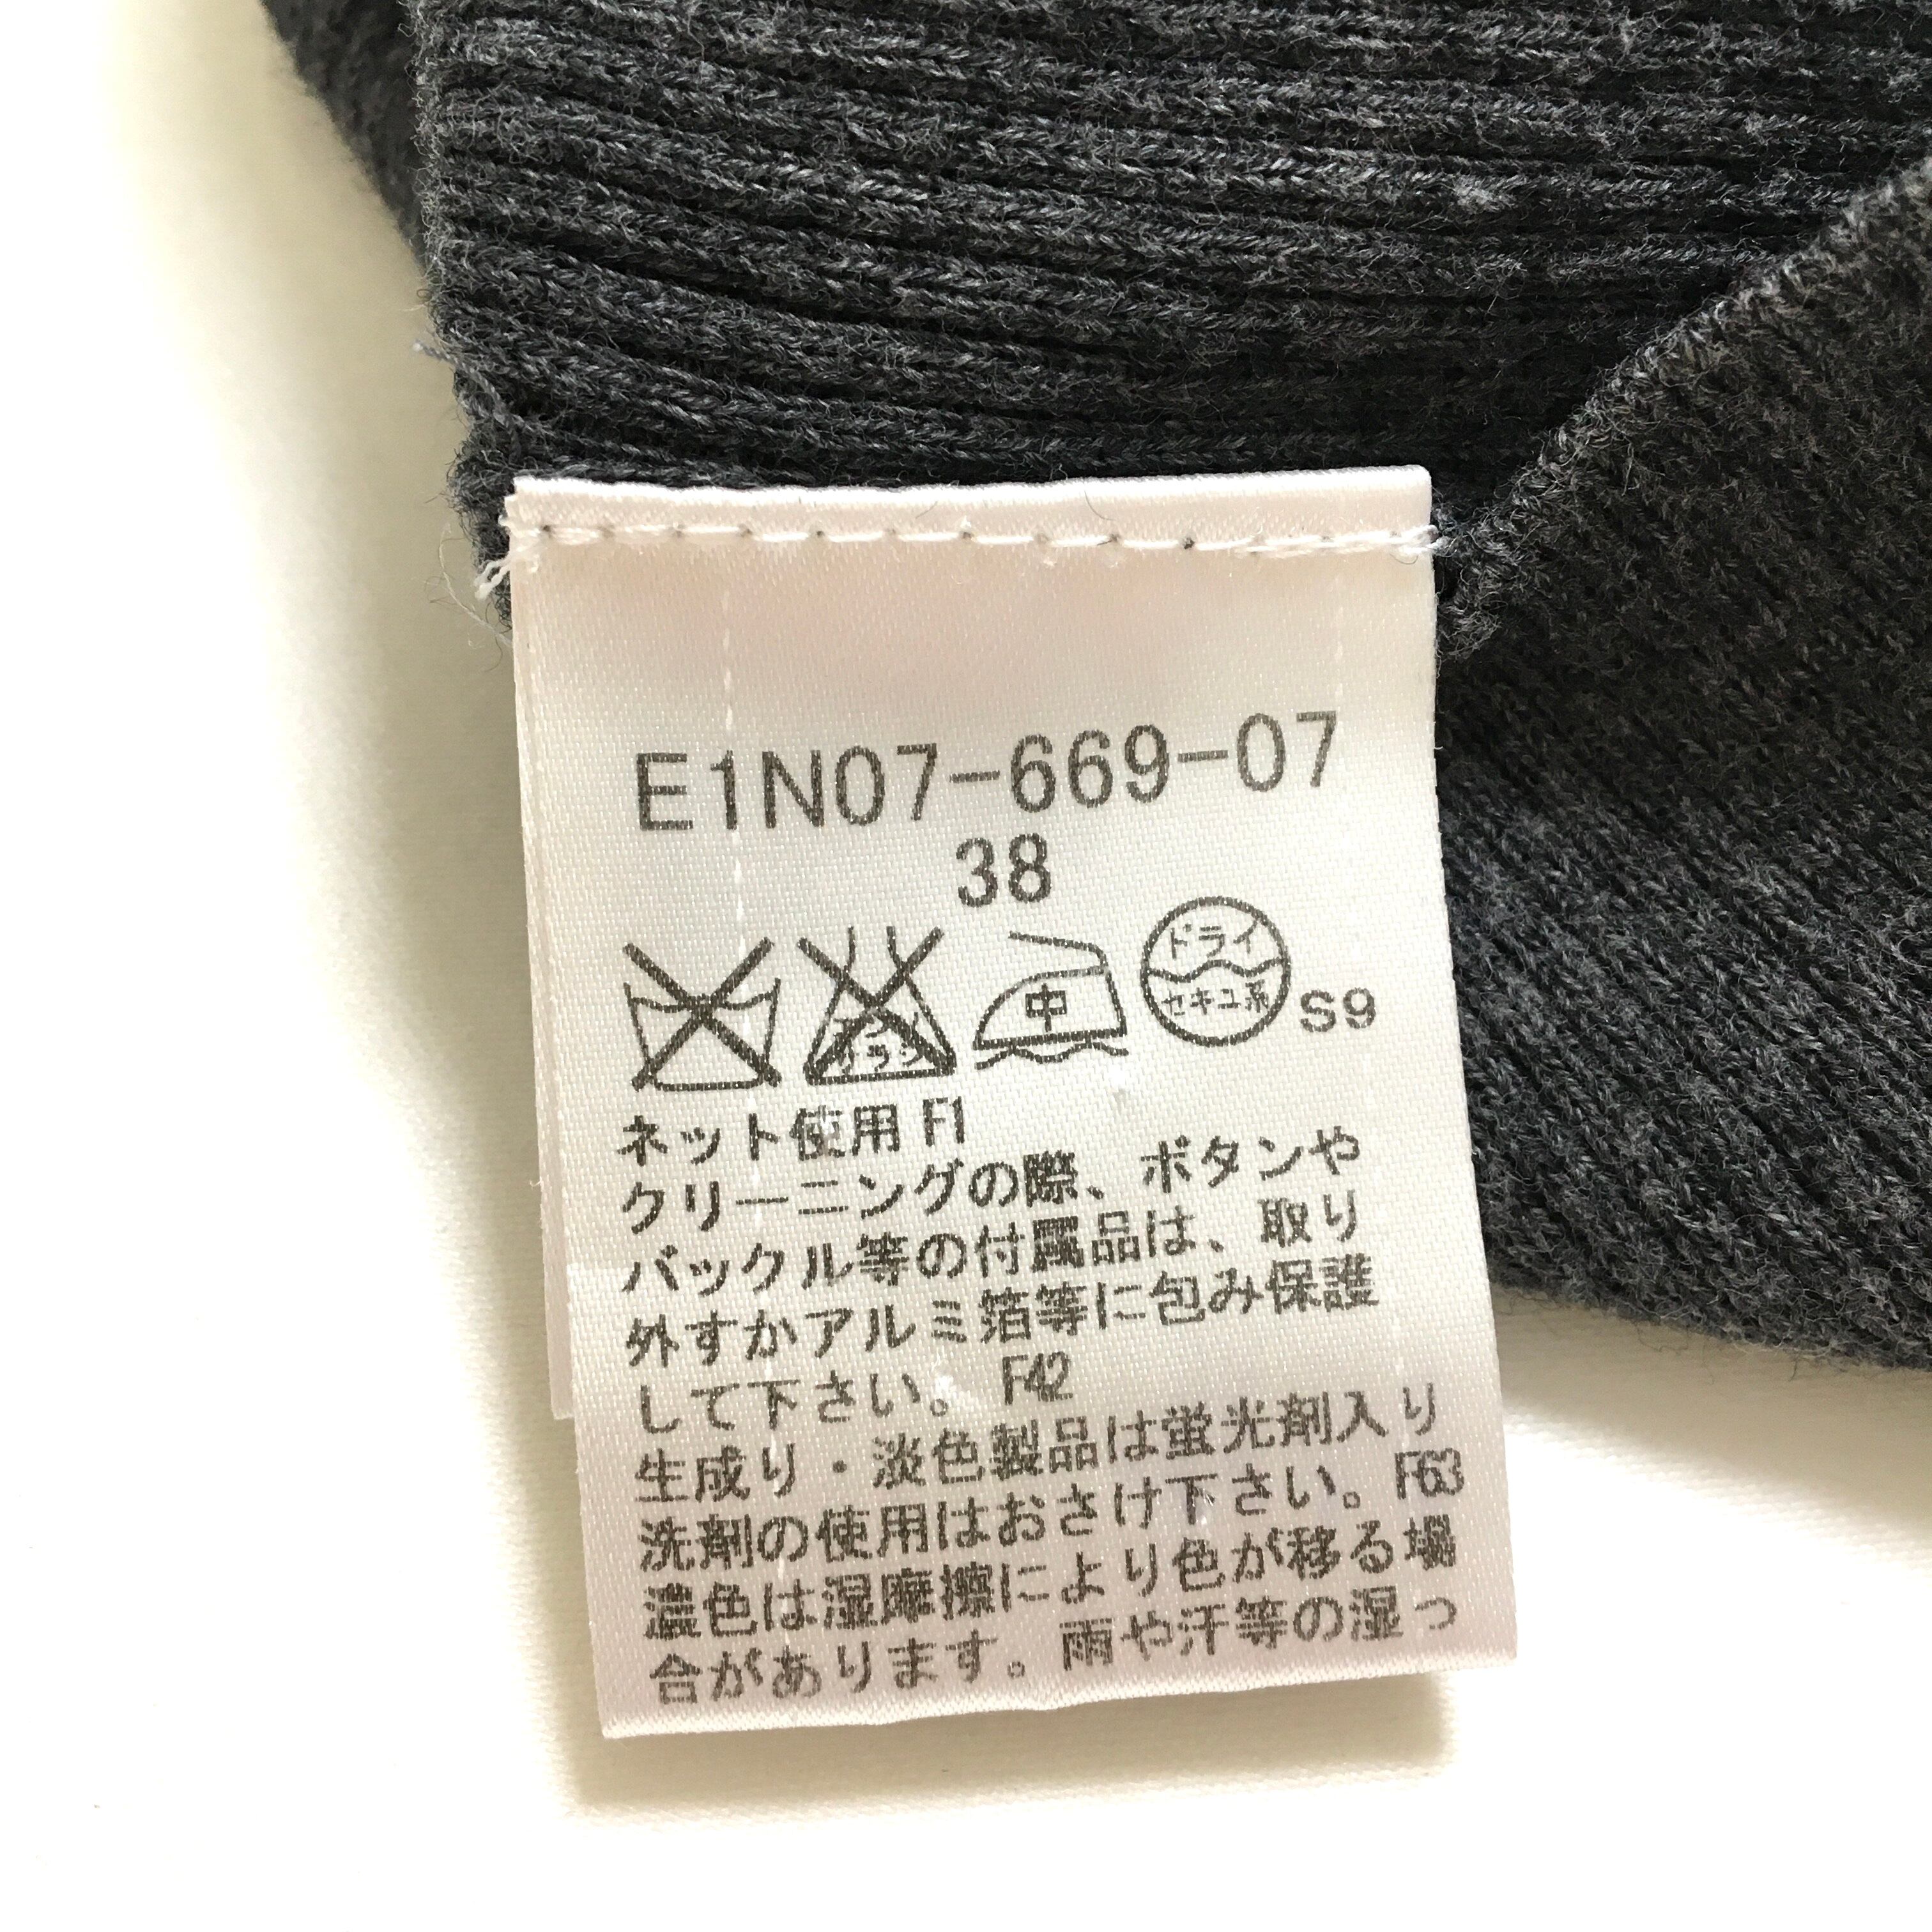 E1N07-669-07
38
エンソ
サラシ
中
ドライ
セキユ系
S9
ネット使用 F1
クリーニングの際、ボタンや
バックル等の付属品は、取り
外すかアルミ箔等に包み保護
して下さい。 F42
生成り・淡色製品は蛍光剤入り
洗剤の使用はおさけ下さい。F63
濃色は湿摩擦により色が移る場
合があります。雨や汗等の湿っ